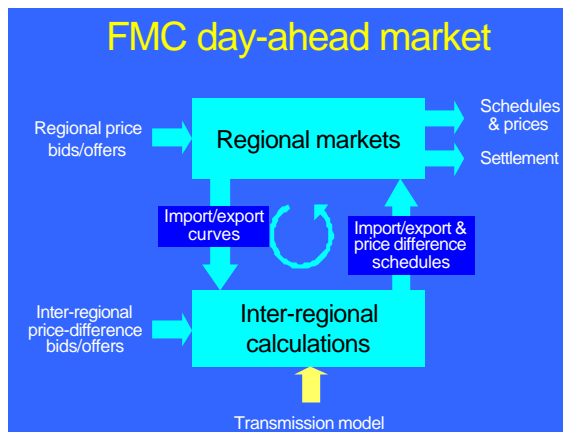 FMC day-ahead market
Regional price
bids/offers
Regional markets
Schedules
& prices
Settlement
Import/export
curves
Import/export &
price difference
schedules
Inter-regional
price-difference
bids/offers
Inter-regional
calculations
Transmission model